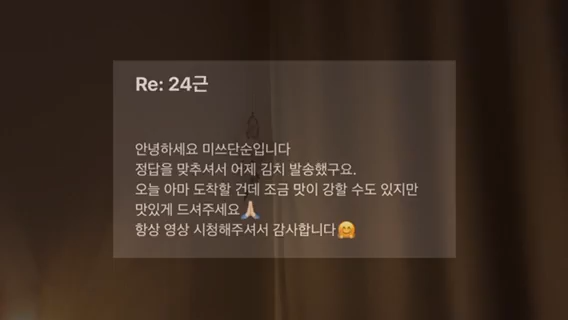 Re: 24근
안녕하세요 미쓰단순입니다
정답을 맞추셔서 어제 김치 발송했구요.
오늘 아마 도착할 건데 조금 맛이 강할 수도 있지만
맛있게 드셔주세요🙏🏻
항상 영상 시청해주셔서 감사합니다🤗